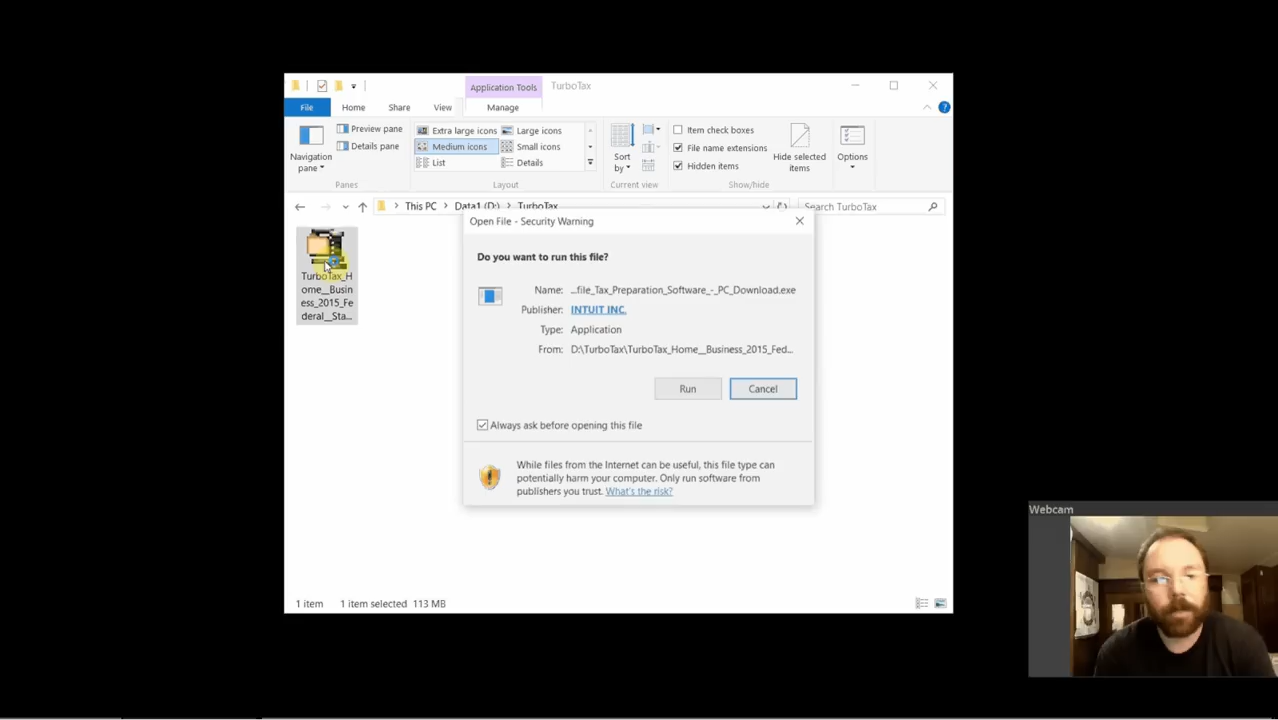 Application Tools
TurboTax
File
Home
Share
View
Manage
Navigation
pane
Preview pane
Details pane
Extra large icons
Large icons
Medium icons
Small icons
List
Details
Sort
by
Item check boxes
File name extensions
Hidden items
Hide selected
items
Options
Panes
Layout
Current view
Show/hide
This PC > Data1 (D:) > TurboTax
Search TurboTax
TurboTax_H
ome__Busin
ess_2015_Fe
deral__Sta...
Open File - Security Warning
Do you want to run this file?
Name: ...file_Tax_Preparation_Software_-_PC_Download.exe
Publisher: INTUIT INC.
Type: Application
From: D:\TurboTax\TurboTax_Home__Business_2015_Fed...
Run
Cancel
Always ask before opening this file
While files from the Internet can be useful, this file type can
potentially harm your computer. Only run software from
publishers you trust. What's the risk?
1 item 1 item selected 113 MB
Webcam